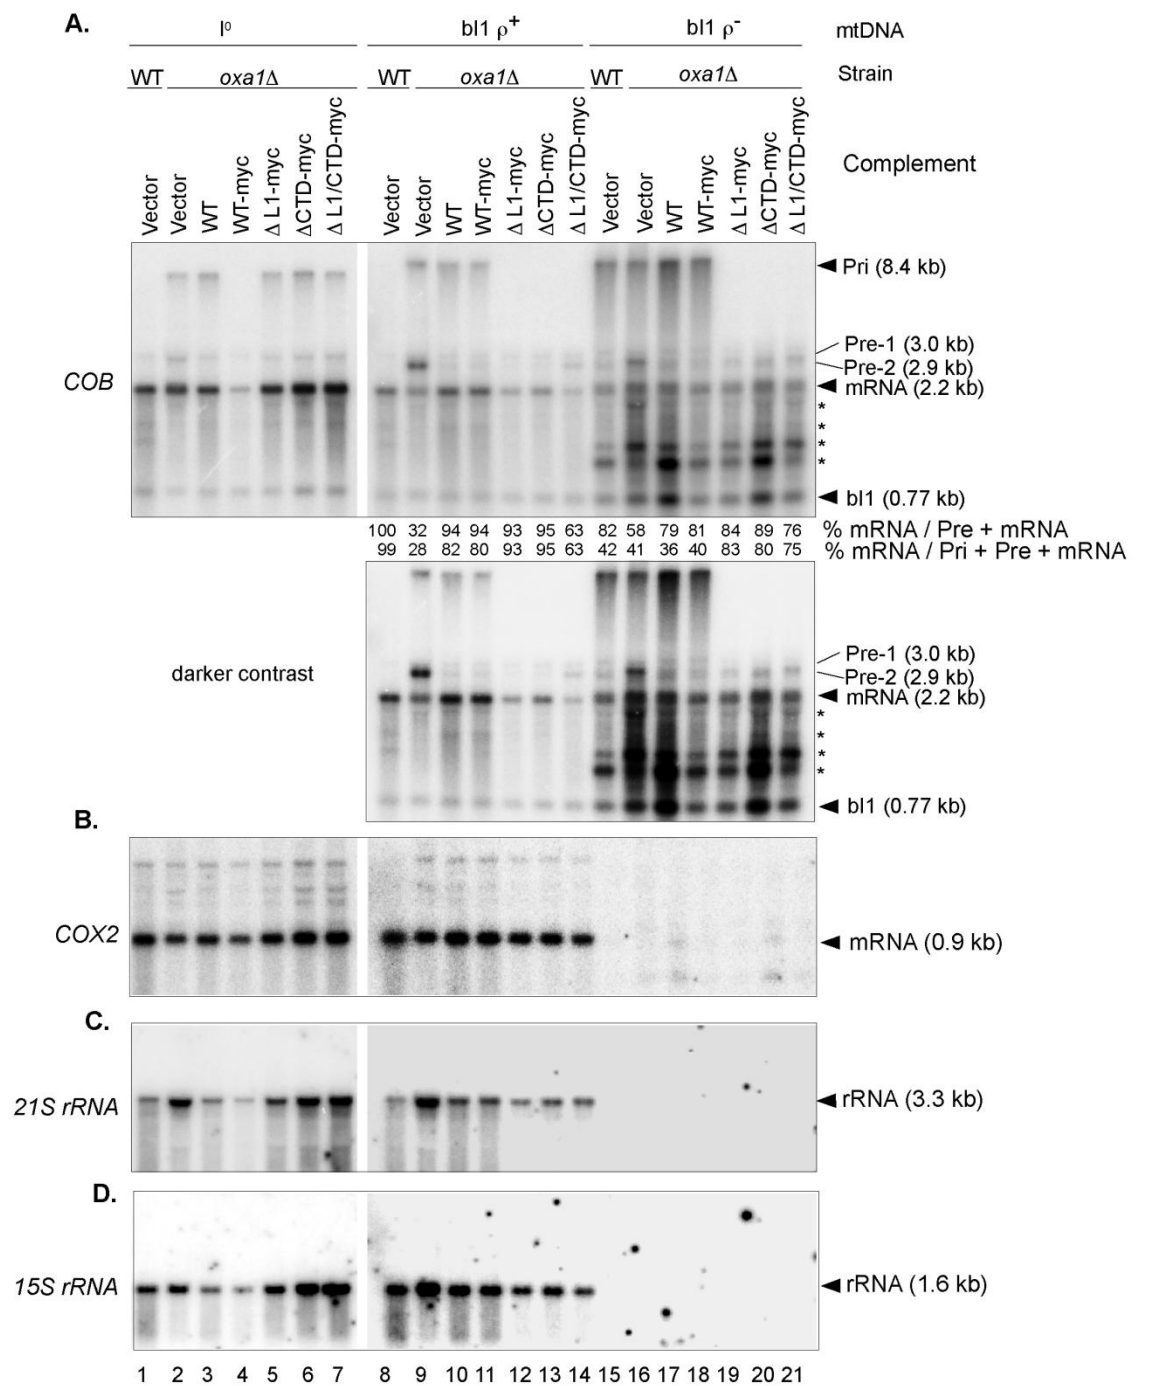 A.
I⁰ bI1 ρ⁺ bI1 ρ⁻ mtDNA
WT oxa1Δ WT oxa1Δ WT oxa1Δ Strain
Vector Vector WT WT-myc Δ L1-myc ΔCTD-myc Δ L1/CTD-myc Vector Vector WT WT-myc Δ L1-myc ΔCTD-myc Δ L1/CTD-myc Vector Vector WT WT-myc Δ L1-myc ΔCTD-myc Δ L1/CTD-myc Complement
Pri (8.4 kb)
Pre-1 (3.0 kb)
Pre-2 (2.9 kb)
COB mRNA (2.2 kb)
*
*
*
*
bI1 (0.77 kb)
100 32 94 94 93 95 63 82 58 79 81 84 89 76 % mRNA / Pre + mRNA
99 28 82 80 93 95 63 42 41 36 40 83 80 75 % mRNA / Pri + Pre + mRNA
darker contrast
Pre-1 (3.0 kb)
Pre-2 (2.9 kb)
mRNA (2.2 kb)
*
*
*
*
bI1 (0.77 kb)
B.
COX2 mRNA (0.9 kb)
C.
21S rRNA rRNA (3.3 kb)
D.
15S rRNA rRNA (1.6 kb)
1 2 3 4 5 6 7 8 9 10 11 12 13 14 15 16 17 18 19 20 21